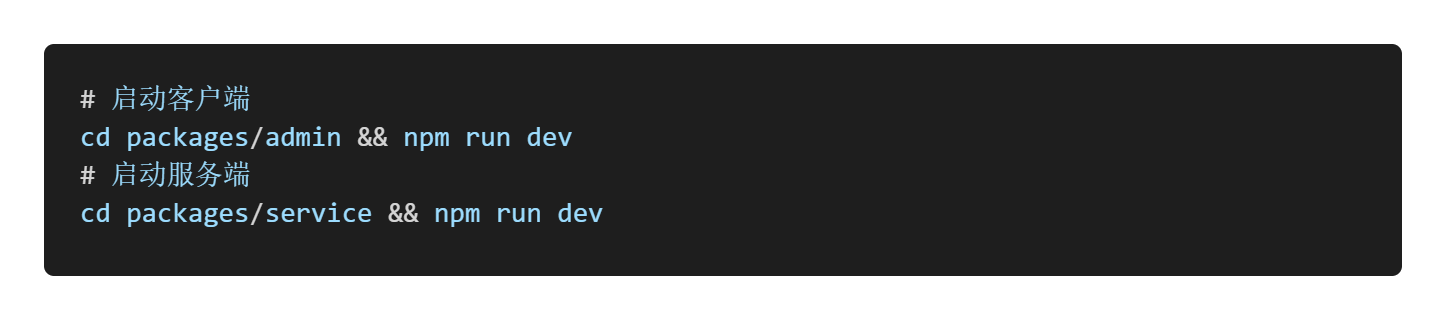 # 启动客户端
cd packages/admin && npm run dev
# 启动服务端
cd packages/service && npm run dev